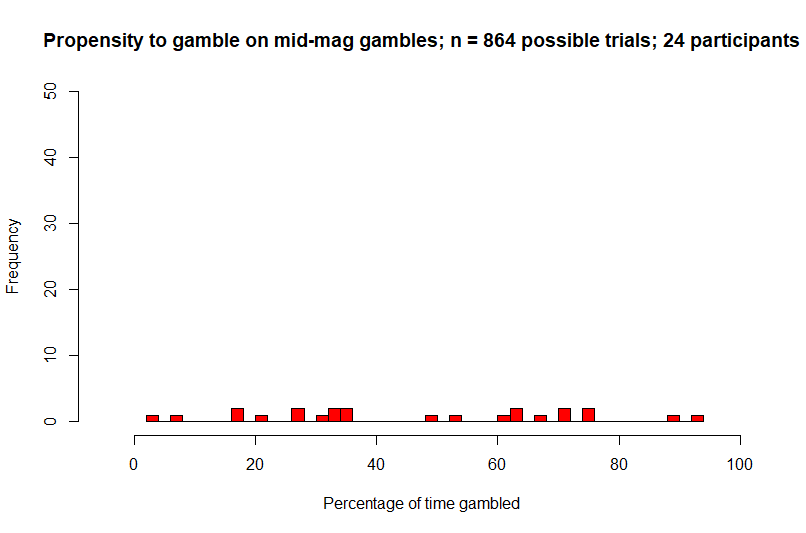 Propensity to gamble on mid-mag gambles; n = 864 possible trials; 24 participants
50
40
30
20
10
0
Frequency
0 20 40 60 80 100
Percentage of time gambled